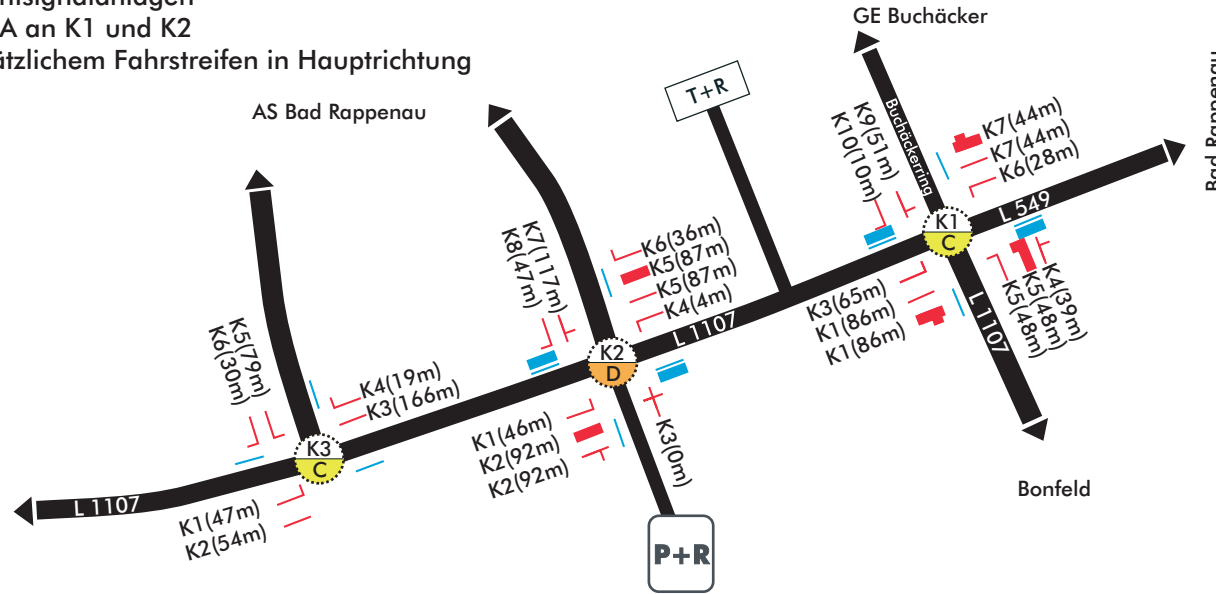 A an K1 und K2
ätzlichem Fahrstreifen in Hauptrichtung
GE Buchäcker
AS Bad Rappenau
T+R
Bad Rappenau
Buchäckerring
K9(51m)
K10(10m)
K7(44m)
K7(44m)
K6(28m)
K1
C
L 549
K7(117m)
K8(47m)
K6(36m)
K5(87m)
K5(87m)
K4(4m)
L 1107
K3(65m)
K1(86m)
K1(86m)
K4(39m)
K5(48m)
K5(48m)
L 1107
K2
D
K5(79m)
K6(30m)
K4(19m)
K3(166m)
K1(46m)
K2(92m)
K2(92m)
K3(0m)
K3
C
L 1107
K1(47m)
K2(54m)
Bonfeld
P+R